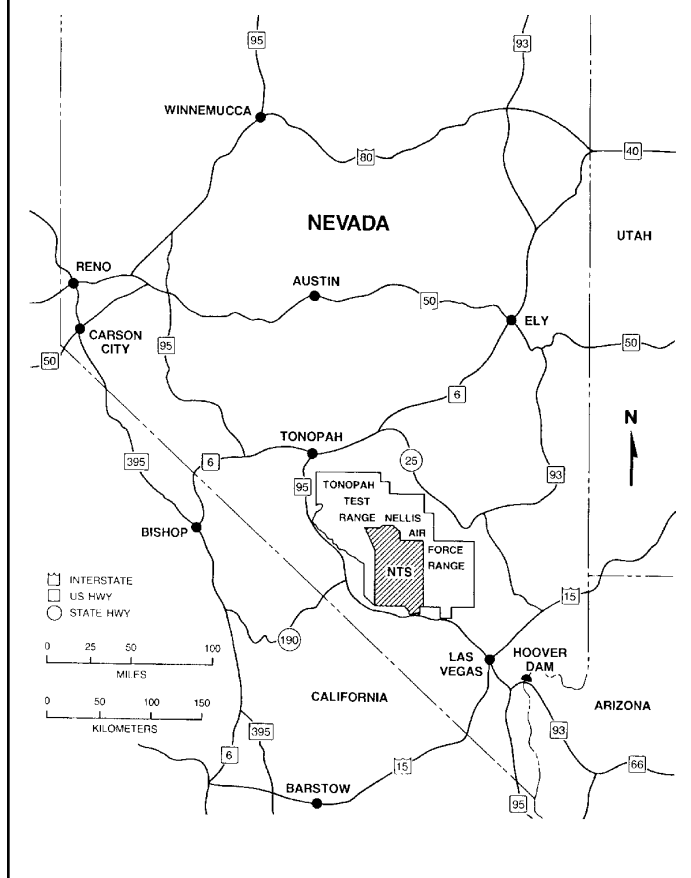 95
93
WINNEMUCCA
80
40
NEVADA
UTAH
RENO
AUSTIN
50
ELY
CARSON
CITY
95
50
50
6
N
TONOPAH
25
395
6
95
93
TONOPAH
TEST
RANGE NELLIS
AIR
FORCE
RANGE
BISHOP
NTS
INTERSTATE
US HWY
STATE HWY
15
190
0 25 50 100
MILES
LAS
VEGAS
HOOVER
DAM
CALIFORNIA
ARIZONA
0 50 100 150
KILOMETERS
395
93
6
15
66
BARSTOW
95